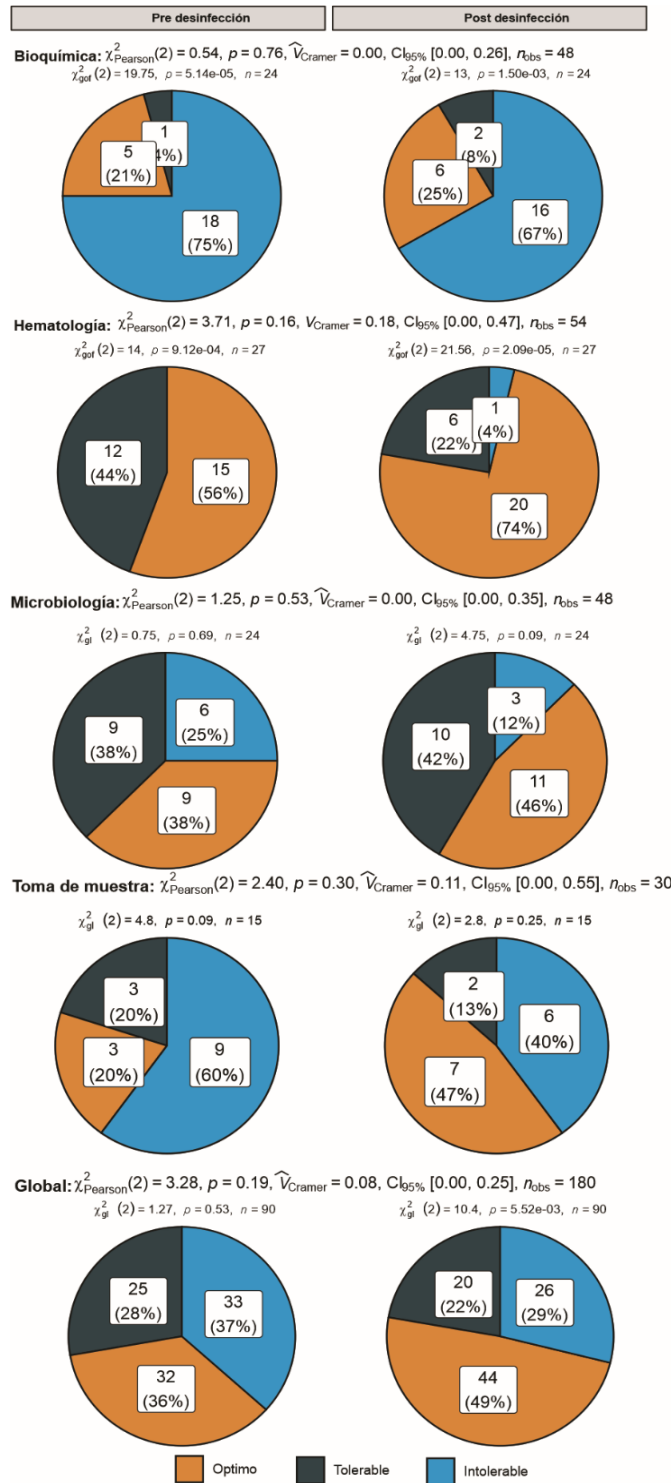 Pre desinfección
Post desinfección
Bioquímica: χ²Pearson(2) = 0.54, p = 0.76, V̂Cramer = 0.00, CI95% [0.00, 0.26], nobs = 48
χ²gof(2) = 19.75, p = 5.14e-05, n = 24
χ²gof(2) = 13, p = 1.50e-03, n = 24
1
4%)
5
(21%)
18
(75%)
2
(8%)
6
(25%)
16
(67%)
Hematología: χ²Pearson(2) = 3.71, p = 0.16, VCramer = 0.18, CI95% [0.00, 0.47], nobs = 54
χ²gof(2) = 14, p = 9.12e-04, n = 27
χ²gof(2) = 21.56, p = 2.09e-05, n = 27
12
(44%)
15
(56%)
6
(22%)
1
(4%)
20
(74%)
Microbiología: χ²Pearson(2) = 1.25, p = 0.53, V̂Cramer = 0.00, CI95% [0.00, 0.35], nobs = 48
χ²gl (2) = 0.75, p = 0.69, n = 24
χ²gl (2) = 4.75, p = 0.09, n = 24
9
(38%)
6
(25%)
9
(38%)
10
(42%)
3
(12%)
11
(46%)
Toma de muestra: χ²Pearson(2) = 2.40, p = 0.30, V̂Cramer = 0.11, CI95% [0.00, 0.55], nobs = 30
χ²gl (2) = 4.8, p = 0.09, n = 15
χ²gl (2) = 2.8, p = 0.25, n = 15
3
(20%)
3
(20%)
9
(60%)
2
(13%)
6
(40%)
7
(47%)
Global: χ²Pearson(2) = 3.28, p = 0.19, V̂Cramer = 0.08, CI95% [0.00, 0.25], nobs = 180
χ²gl (2) = 1.27, p = 0.53, n = 90
χ²gl (2) = 10.4, p = 5.52e-03, n = 90
25
(28%)
33
(37%)
32
(36%)
20
(22%)
26
(29%)
44
(49%)
Optimo
Tolerable
Intolerable